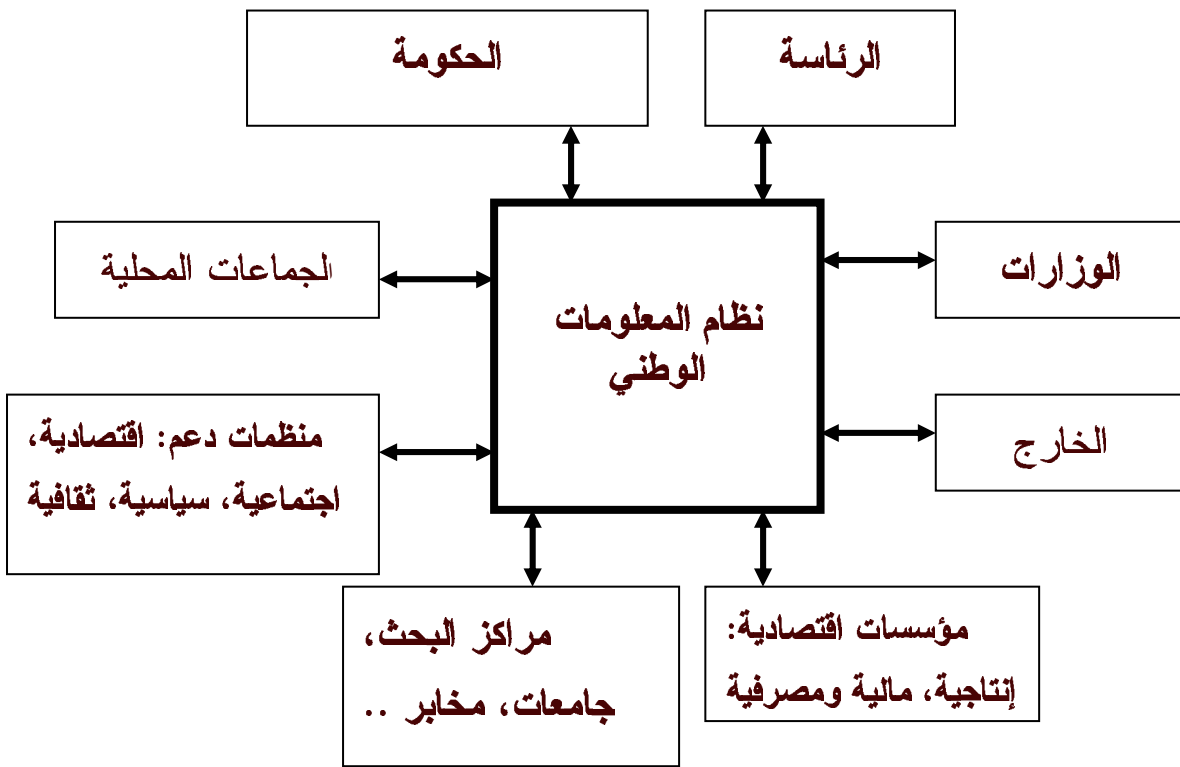 الرئاسة
الحكومة
الوزارات
الجماعات المحلية
نظام المعلومات
الوطني
الخارج
منظمات دعم: اقتصادية،
اجتماعية، سياسية، ثقافية
مؤسسات اقتصادية:
إنتاجية، مالية ومصرفية
مراكز البحث،
جامعات، مخابر ..